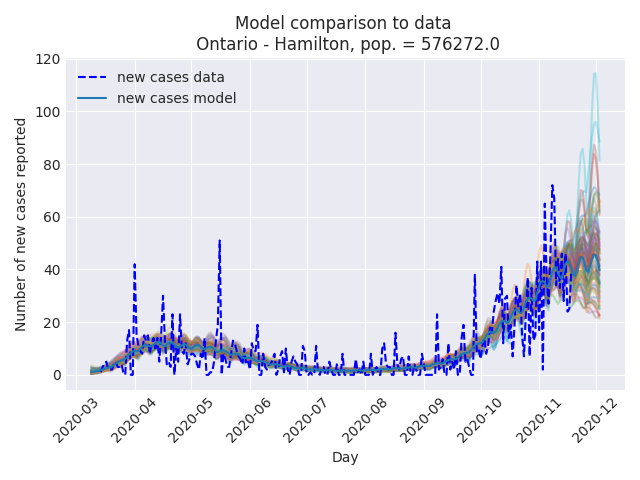 Model comparison to data
Ontario - Hamilton, pop. = 576272.0
120
100
80
60
40
20
0
Number of new cases reported
new cases data
new cases model
2020-03
2020-04
2020-05
2020-06
2020-07
2020-08
2020-09
2020-10
2020-11
2020-12
Day